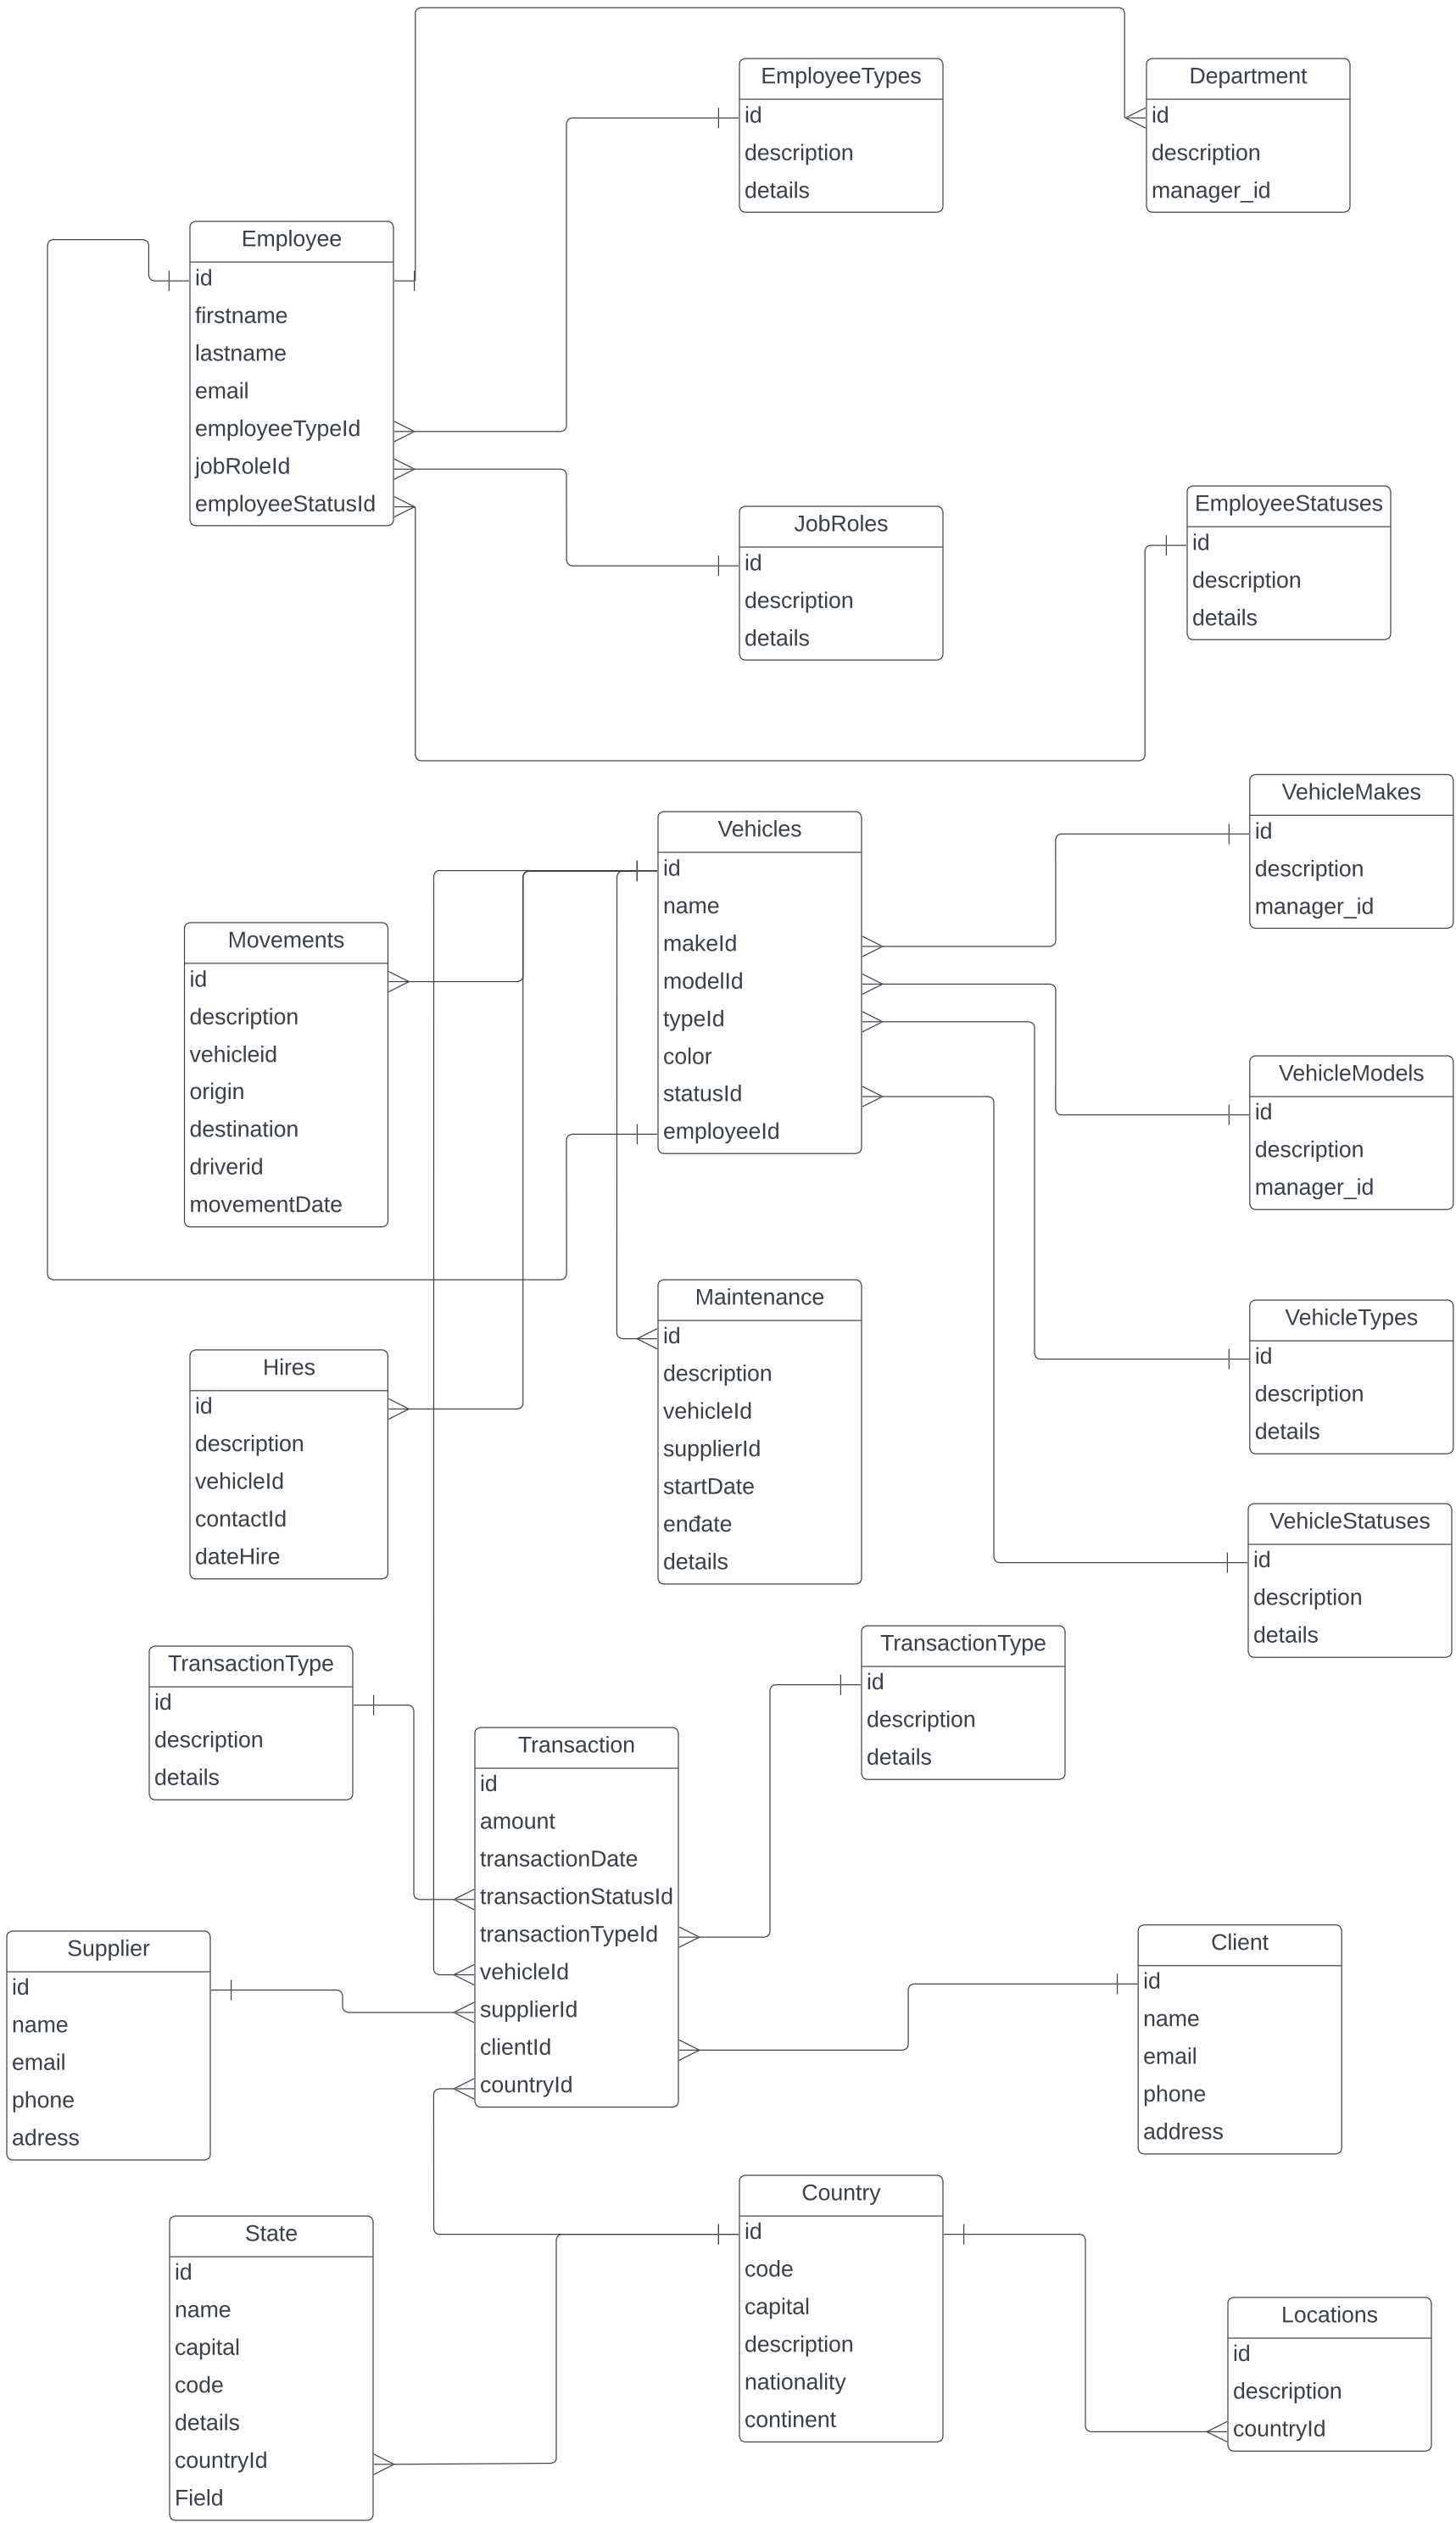 EmployeeTypes
id
description
details
Department
id
description
manager_id
Employee
id
firstname
lastname
email
employeeTypeId
jobRoleId
employeeStatusId
JobRoles
id
description
details
EmployeeStatuses
id
description
details
Vehicles
id
name
makeId
modelId
typeId
color
statusId
employeeId
VehicleMakes
id
description
manager_id
Movements
id
description
vehicleid
origin
destination
driverid
movementDate
VehicleModels
id
description
manager_id
Maintenance
id
description
vehicleId
supplierId
startDate
enđate
details
VehicleTypes
id
description
details
Hires
id
description
vehicleId
contactId
dateHire
VehicleStatuses
id
description
details
TransactionType
id
description
details
TransactionType
id
description
details
Transaction
id
amount
transactionDate
transactionStatusId
transactionTypeId
vehicleId
supplierId
clientId
countryId
Supplier
id
name
email
phone
adress
Client
id
name
email
phone
address
Country
id
code
capital
description
nationality
continent
State
id
name
capital
code
details
countryId
Field
Locations
id
description
countryId